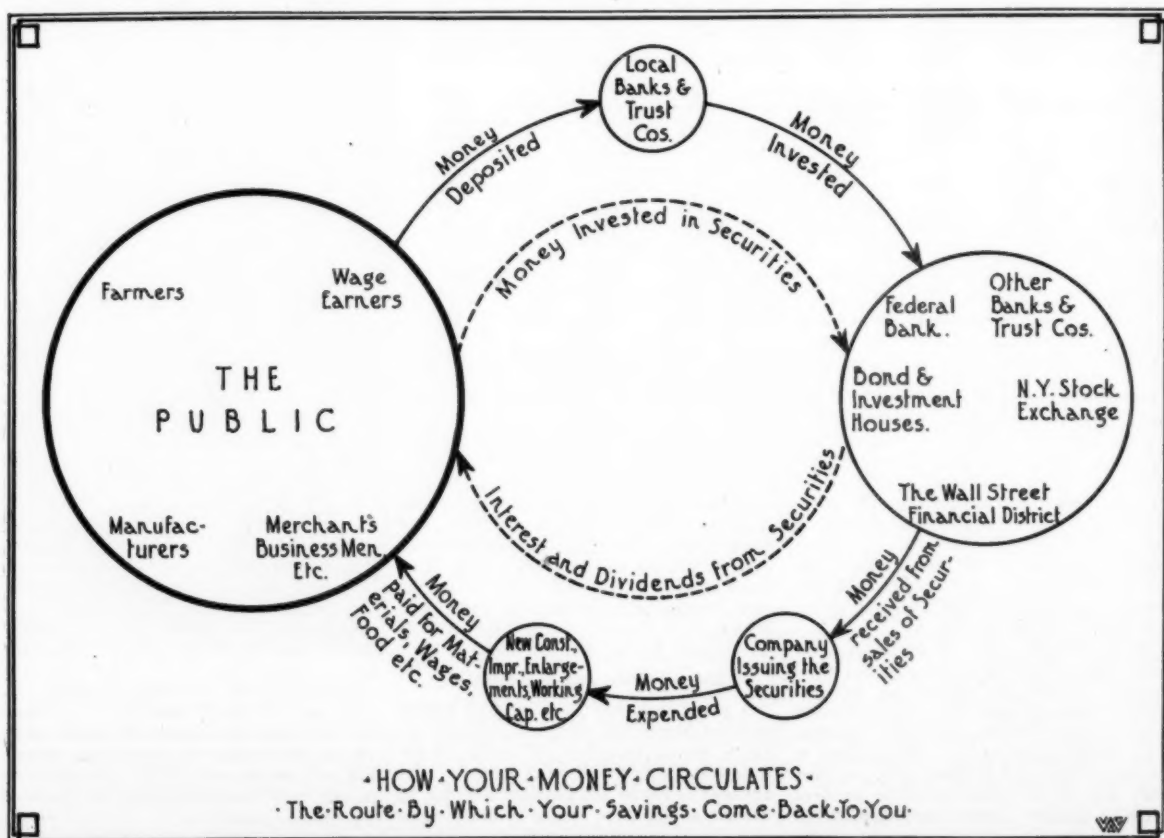 Local
Banks &
Trust
Cos.
Money
Deposited
Money
Invested
Money Invested in Securities
Farmers
Wage
Earners
THE
PUBLIC
Manufac-
turers
Merchant's
Business Men.
Etc.
Federal
Bank.
Other
Banks &
Trust Cos.
Bond &
Investment
Houses.
N.Y. Stock
Exchange
The Wall Street
Financial District
Interest and Dividends from Securities
Money
received from
sales of Secur-
ities
Company
Issuing the
Securities
Money
Expended
New Const.,
Impr., Enlarge-
ments, Working
Cap. etc.
Money
paid for Mat-
erials, Wages,
Food etc.
·HOW·YOUR·MONEY·CIRCULATES·
·The·Route·By·Which·Your·Savings·Come·Back·To·You·